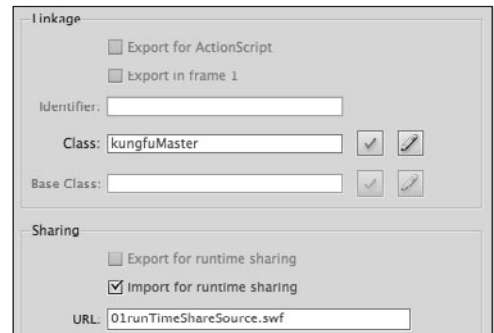 Linkage
Export for ActionScript
Export in frame 1
Identifier:
Class: kungfuMaster
Base Class:
Sharing
Export for runtime sharing
Import for runtime sharing
URL: 01runTimeShareSource.swf